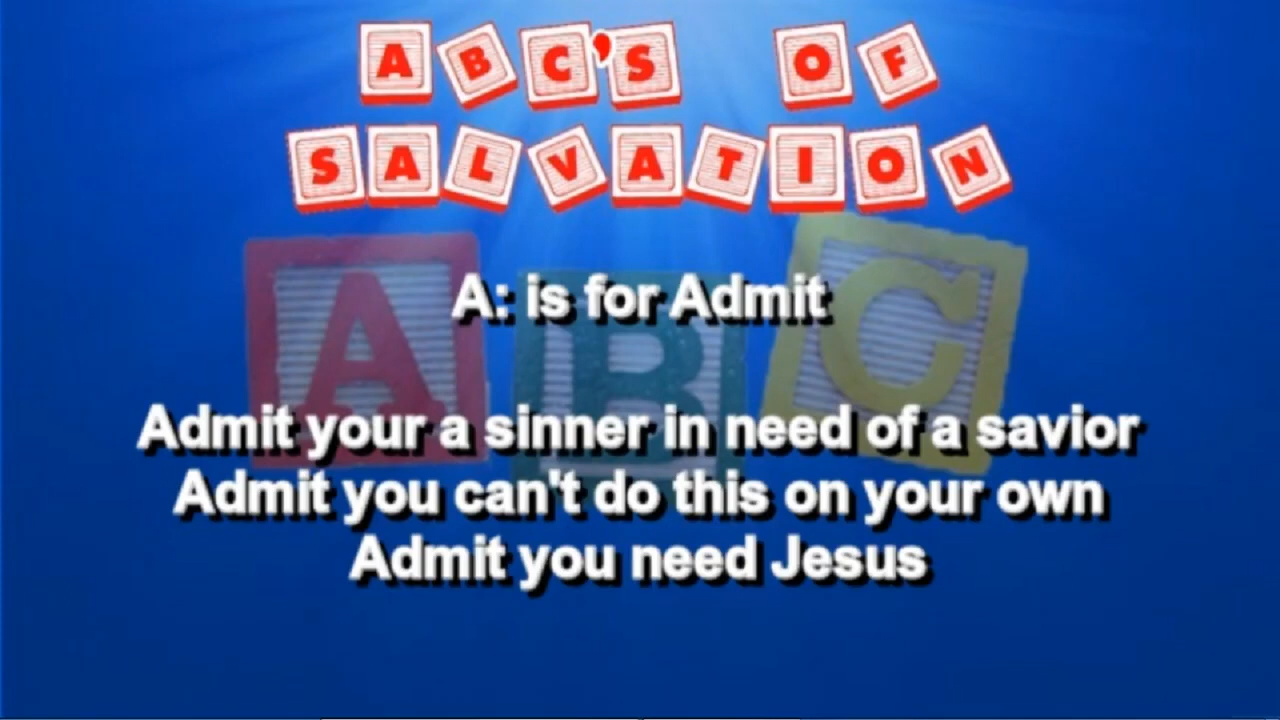 ABC'S OF
SALVATION
A B C
A: is for Admit
Admit your a sinner in need of a savior
Admit you can't do this on your own
Admit you need Jesus